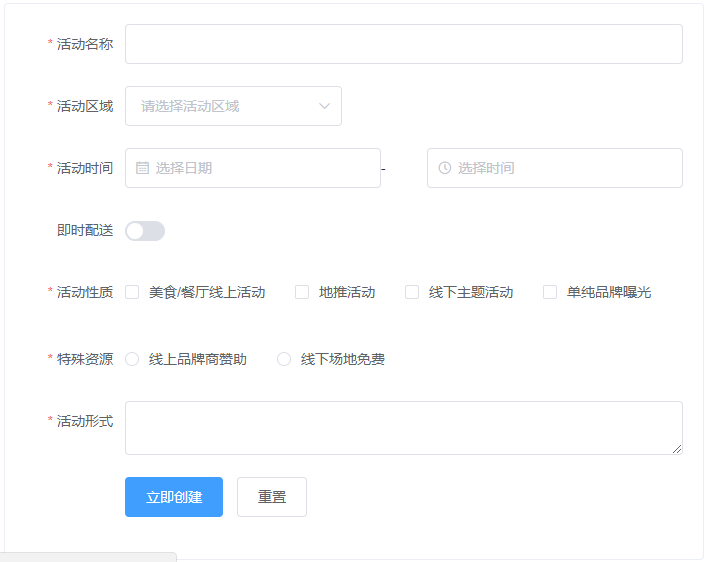 * 活动名称
* 活动区域 请选择活动区域
* 活动时间 选择日期 - 选择时间
即时配送
* 活动性质 美食/餐厅线上活动 地推活动 线下主题活动 单纯品牌曝光
* 特殊资源 线上品牌商赞助 线下场地免费
* 活动形式
立即创建 重置